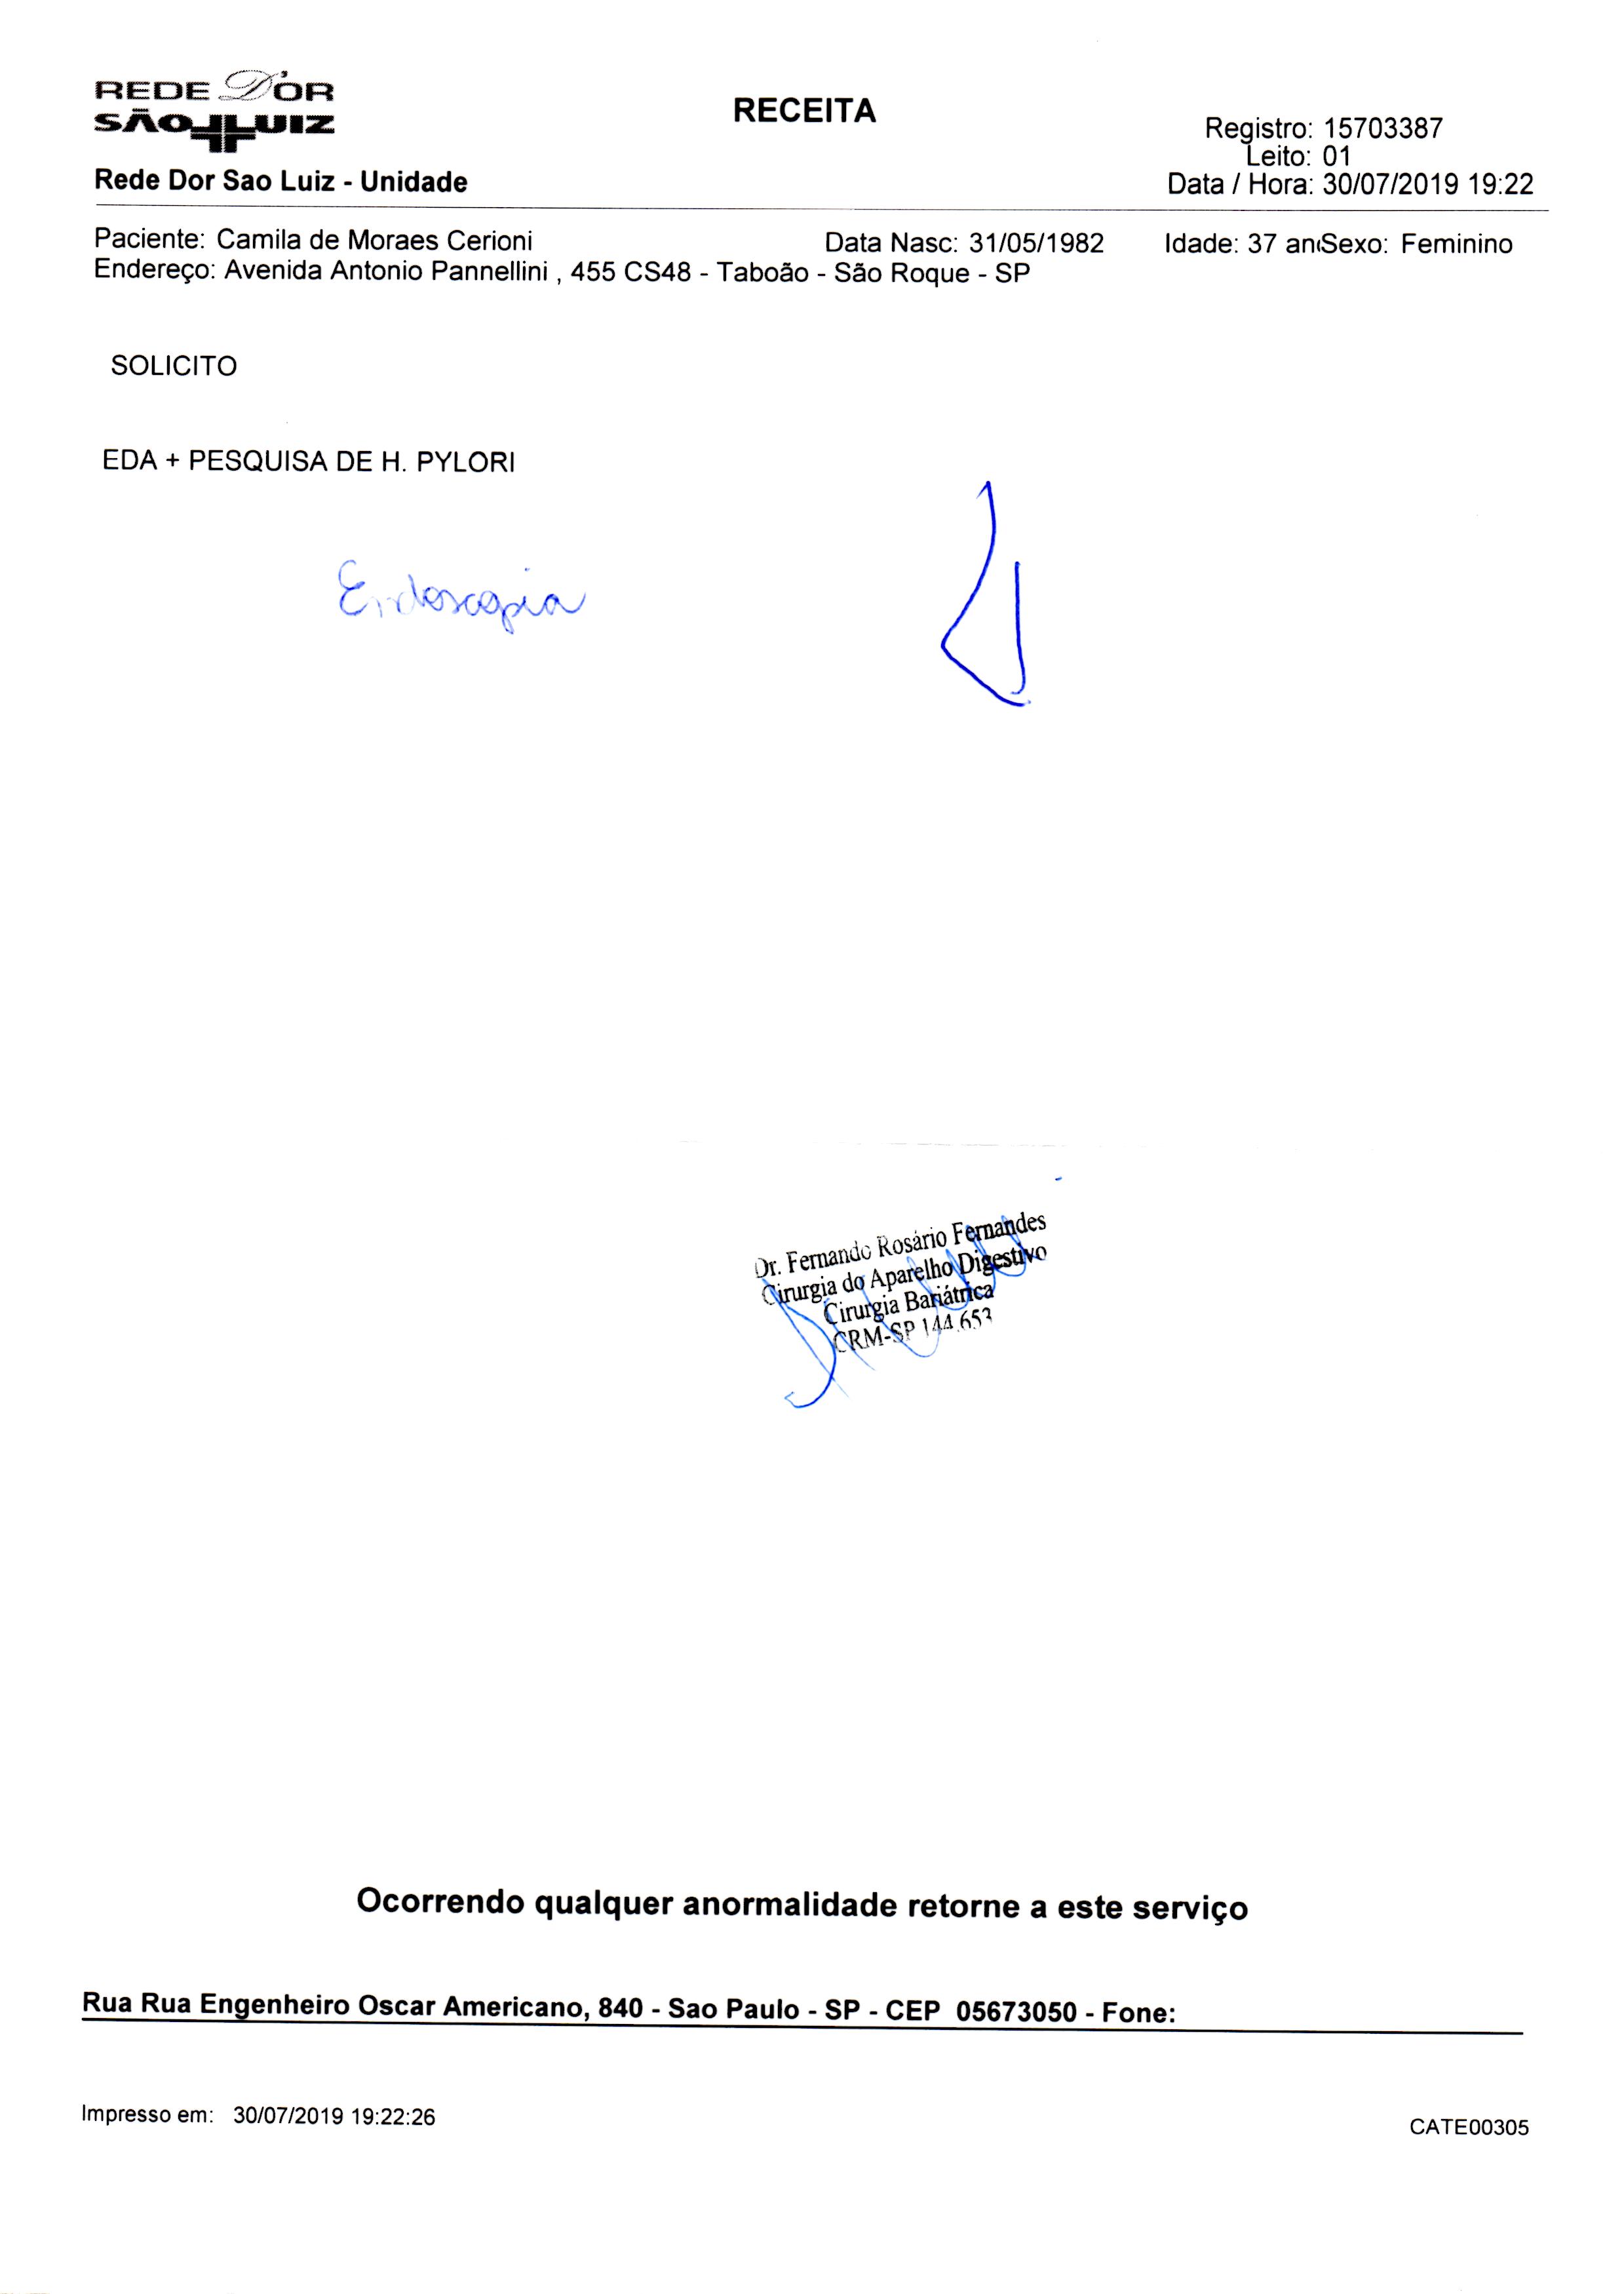 REDE D'OR
SÃO LUIZ
RECEITA
Registro: 15703387
Leito: 01
Rede Dor Sao Luiz - Unidade
Data / Hora: 30/07/2019 19:22
Paciente: Camila de Moraes Cerioni Data Nasc: 31/05/1982 Idade: 37 an Sexo: Feminino
Endereço: Avenida Antonio Pannellini , 455 CS48 - Taboão - São Roque - SP
SOLICITO
EDA + PESQUISA DE H. PYLORI
Endoscopia
Dr. Fernando Rosário Fernandes
Cirurgia do Aparelho Digestivo
Cirurgia Bariátrica
CRM-SP 144.653
Ocorrendo qualquer anormalidade retorne a este serviço
Rua Rua Engenheiro Oscar Americano, 840 - Sao Paulo - SP - CEP 05673050 - Fone:
Impresso em: 30/07/2019 19:22:26
CATE00305